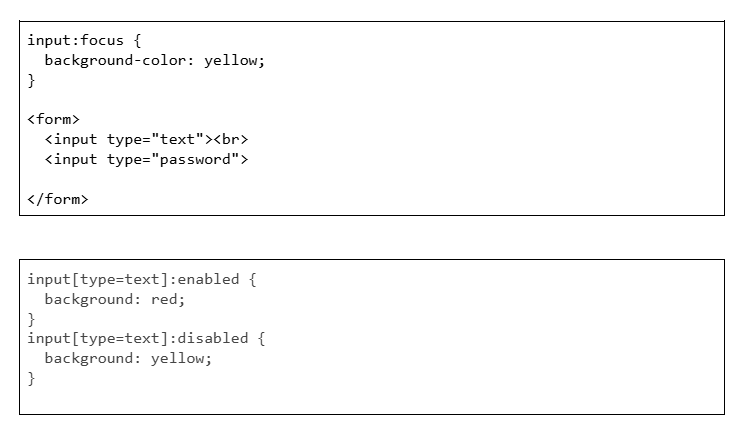 input:focus {
  background-color: yellow;
}
<form>
  <input type="text"><br>
  <input type="password">
</form>
input[type=text]:enabled {
  background: red;
}
input[type=text]:disabled {
  background: yellow;
}